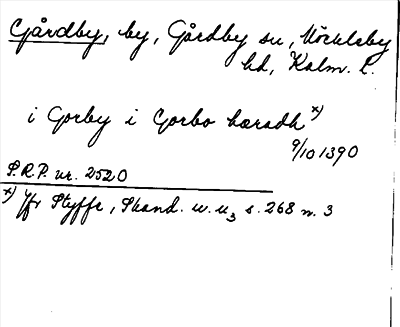 Gårdby, by, Gårdby sn, Möckleby
hd, Kalm. l.
i Gorby i Gorbo hæradh x)
9/10 1390
S.R.P. nr. 2520
x) Jfr Styffe, Skand. u. u3 s. 268 n. 3